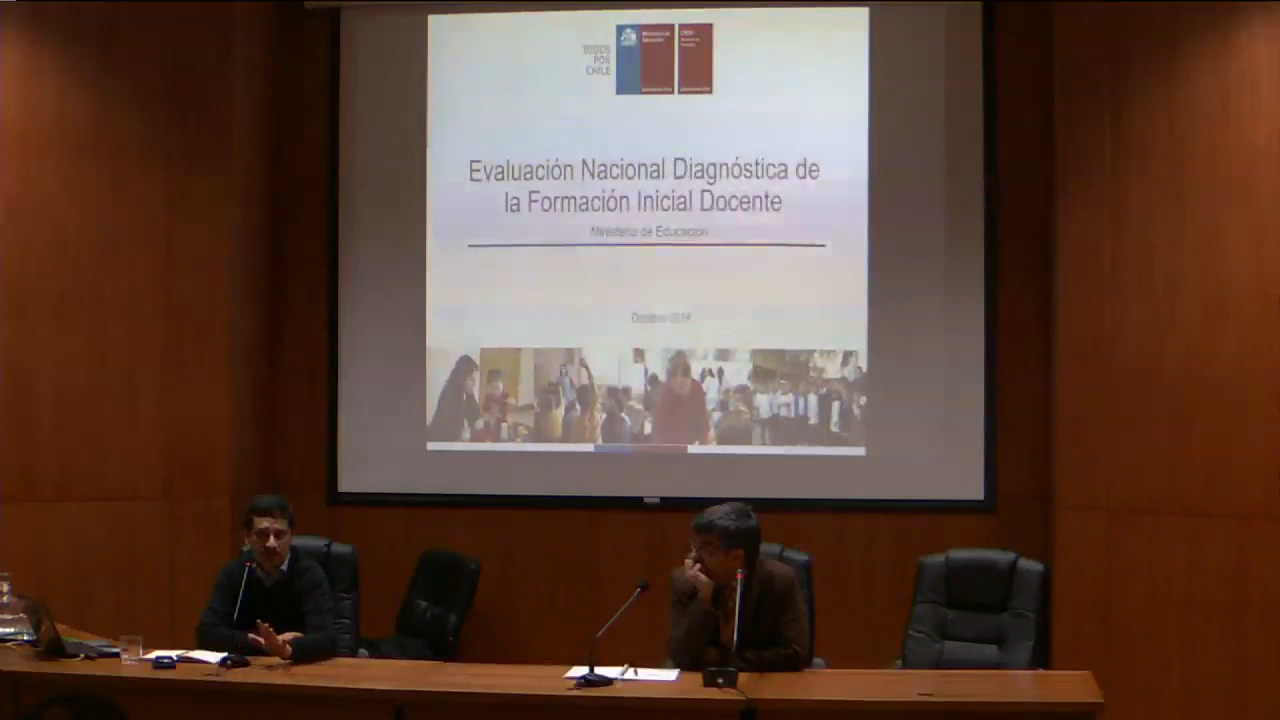 TODOS
POR
CHILE
Evaluación Nacional Diagnóstica de
la Formación Inicial Docente
Ministerio de Educación